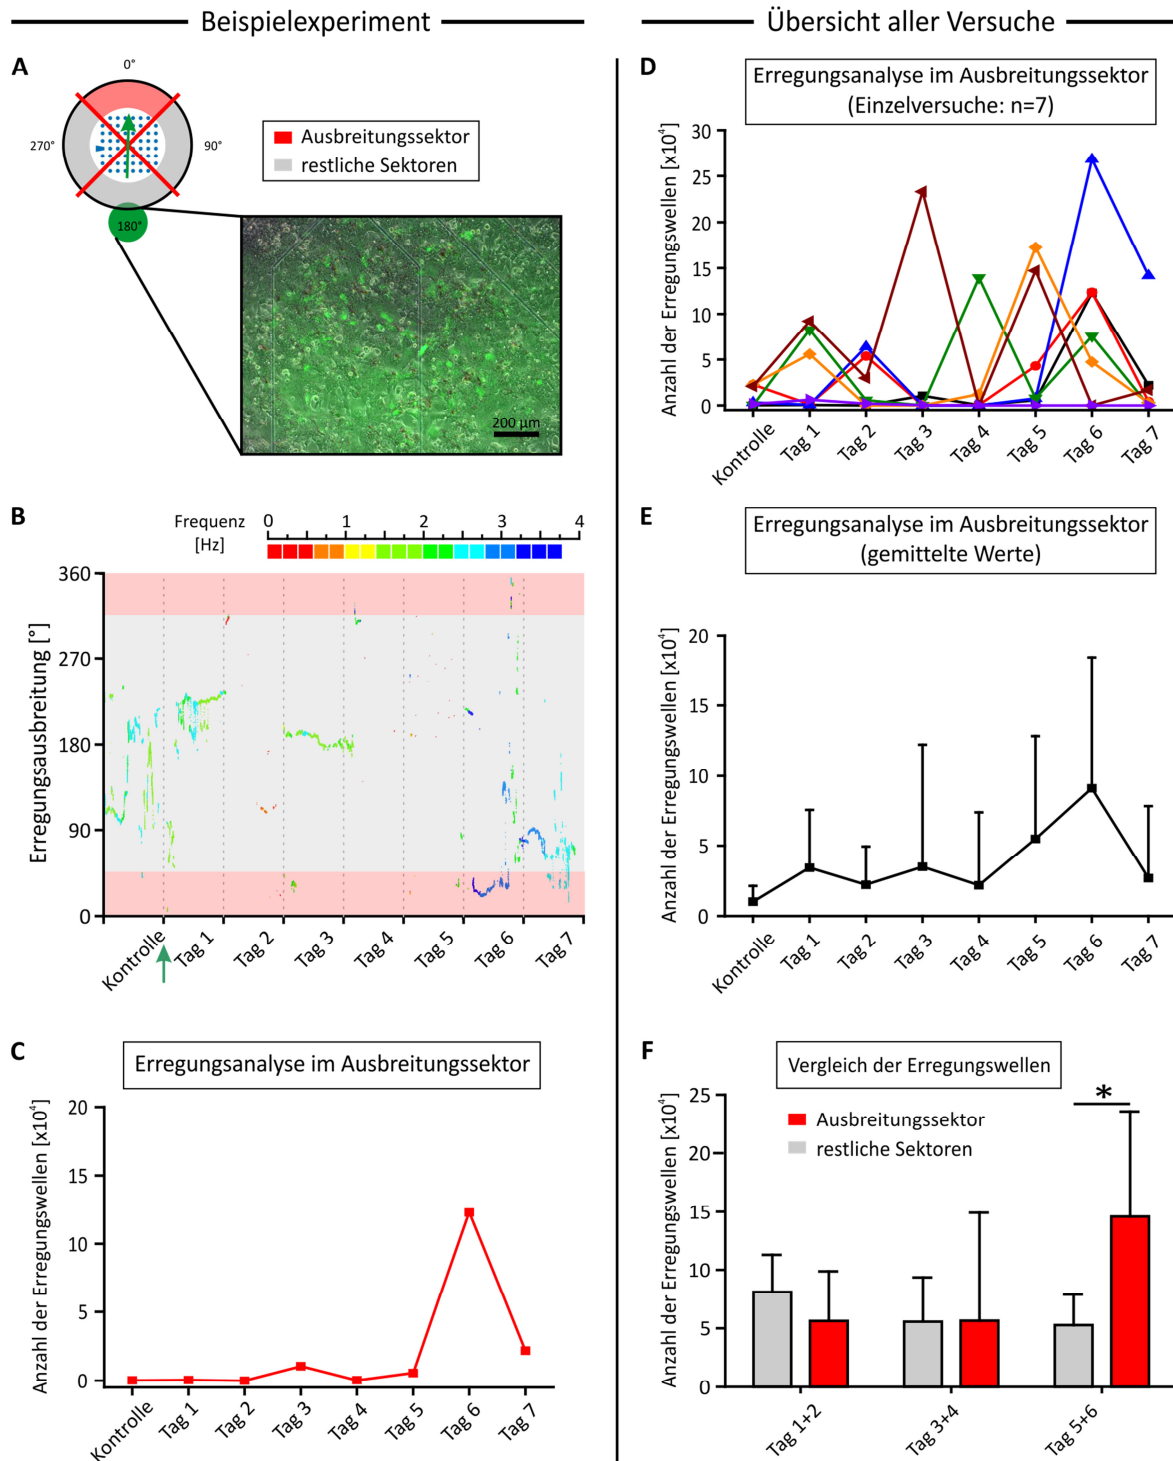 Beispielexperiment
Übersicht aller Versuche
A
0°
270°
90°
180°
Ausbreitungssektor
restliche Sektoren
200 µm
B
Frequenz
[Hz]
0 1 2 3 4
Erregungsausbreitung [°]
360
270
180
90
0
Kontrolle
Tag 1
Tag 2
Tag 3
Tag 4
Tag 5
Tag 6
Tag 7
C
Erregungsanalyse im Ausbreitungssektor
Anzahl der Erregungswellen [x10⁴]
20
15
10
5
0
Kontrolle
Tag 1
Tag 2
Tag 3
Tag 4
Tag 5
Tag 6
Tag 7
D
Erregungsanalyse im Ausbreitungssektor
(Einzelversuche: n=7)
Anzahl der Erregungswellen [x10⁴]
30
25
20
15
10
5
0
Kontrolle
Tag 1
Tag 2
Tag 3
Tag 4
Tag 5
Tag 6
Tag 7
E
Erregungsanalyse im Ausbreitungssektor
(gemittelte Werte)
Anzahl der Erregungswellen [x10⁴]
20
15
10
5
0
Kontrolle
Tag 1
Tag 2
Tag 3
Tag 4
Tag 5
Tag 6
Tag 7
F
Vergleich der Erregungswellen
Ausbreitungssektor
restliche Sektoren
*
Anzahl der Erregungswellen [x10⁴]
25
20
15
10
5
0
Tag 1+2
Tag 3+4
Tag 5+6